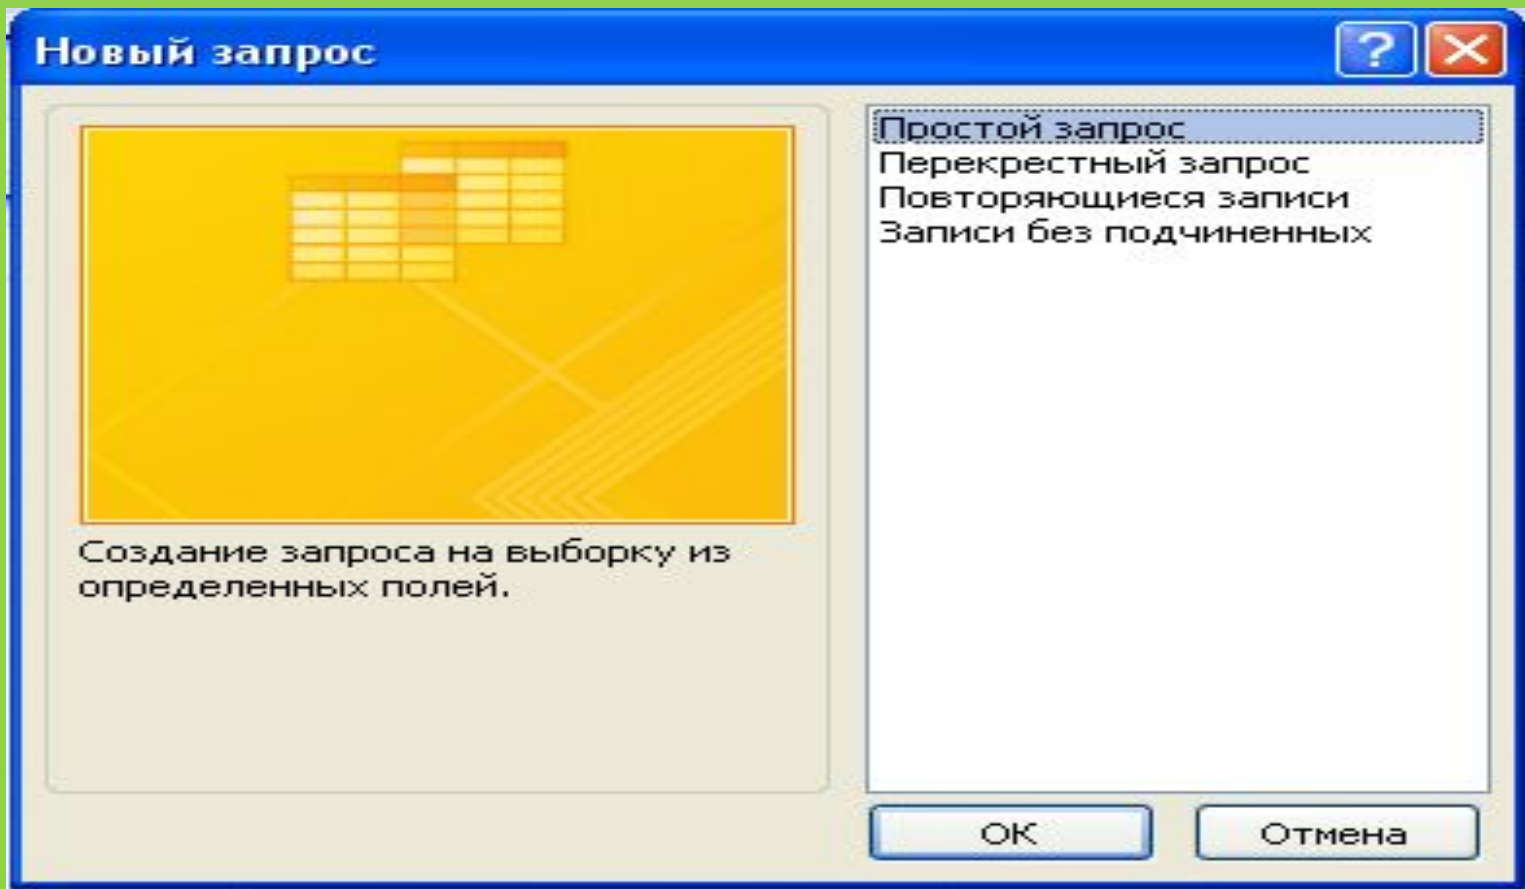 Новый запрос
?
Простой запрос
Перекрестный запрос
Повторяющиеся записи
Записи без подчиненных
Создание запроса на выборку из
определенных полей.
ОК
Отмена